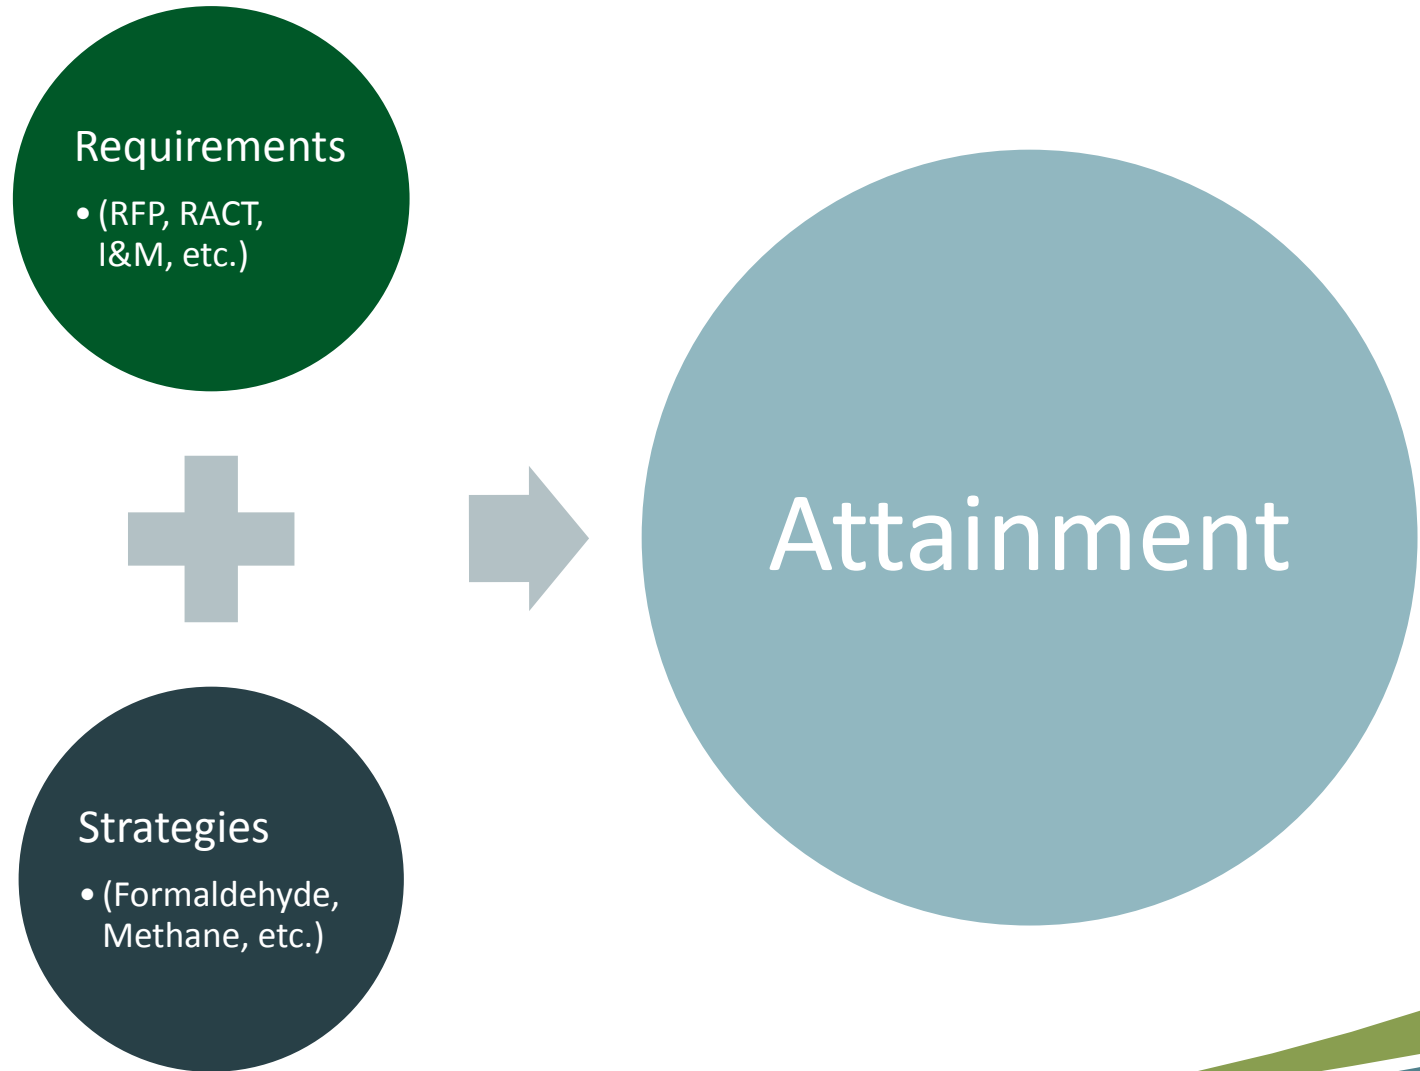 Requirements
• (RFP, RACT,
I&M, etc.)
Strategies
• (Formaldehyde,
Methane, etc.)
Attainment